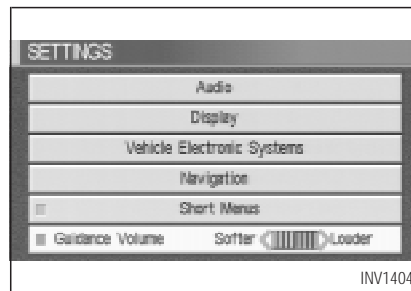 SETTINGS
Audio
Display
Vehicle Electronic Systems
Navigation
Short Menus
Guidance Volume Softer Louder
INV1404